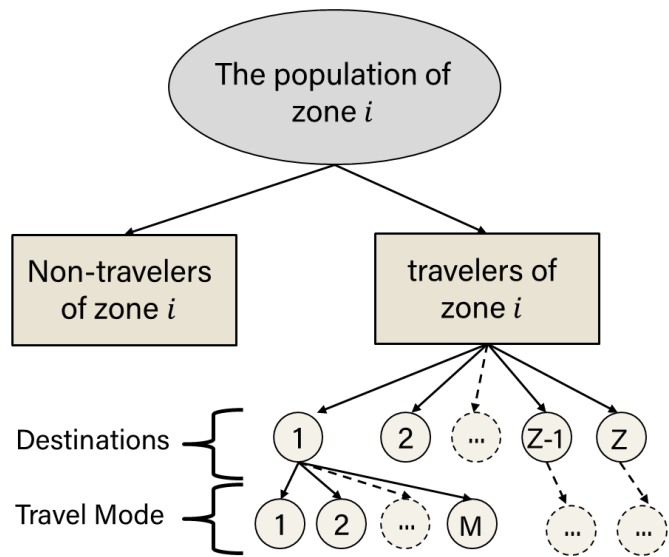 The population of
zone i
Non-travelers
of zone i
travelers of
zone i
Destinations
1
2
...
Z-1
Z
Travel Mode
1
2
...
M
...
...